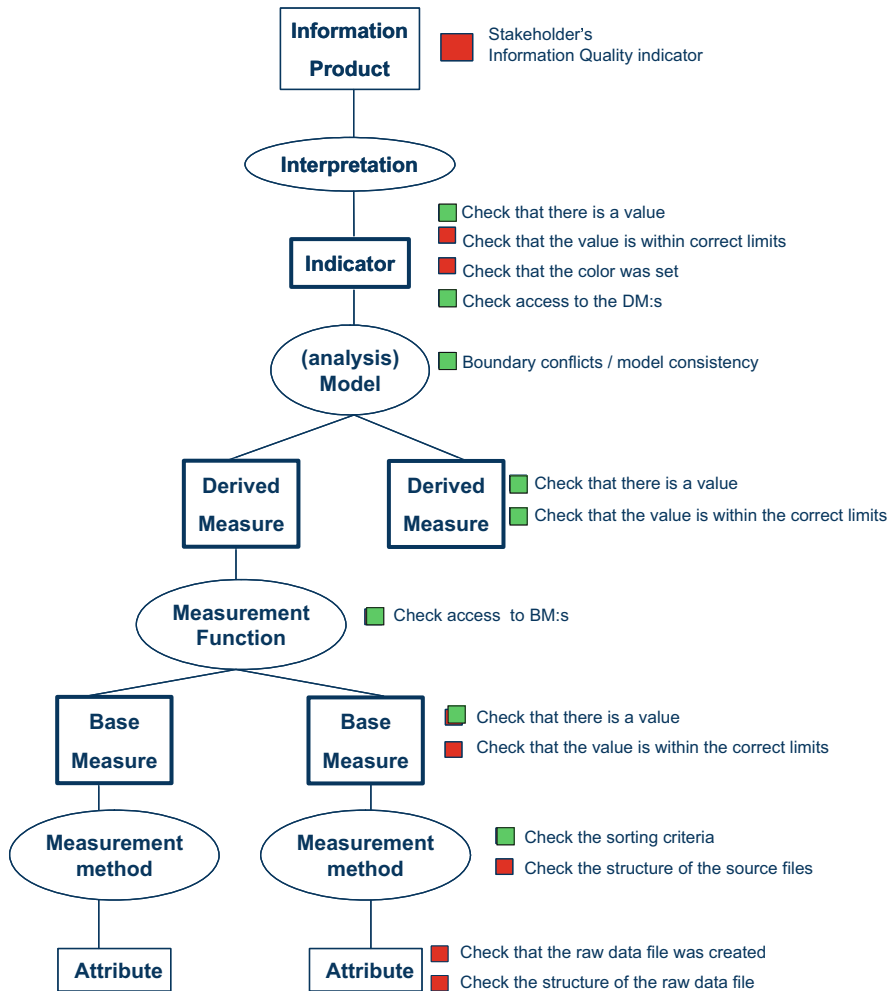 Information
Product
Stakeholder's
Information Quality indicator
Interpretation
Check that there is a value
Check that the value is within correct limits
Indicator
Check that the color was set
Check access to the DM:s
(analysis)
Model
Boundary conflicts / model consistency
Derived
Measure
Derived
Measure
Check that there is a value
Check that the value is within the correct limits
Measurement
Function
Check access to BM:s
Base
Measure
Base
Measure
Check that there is a value
Check that the value is within the correct limits
Measurement
method
Measurement
method
Check the sorting criteria
Check the structure of the source files
Attribute
Attribute
Check that the raw data file was created
Check the structure of the raw data file